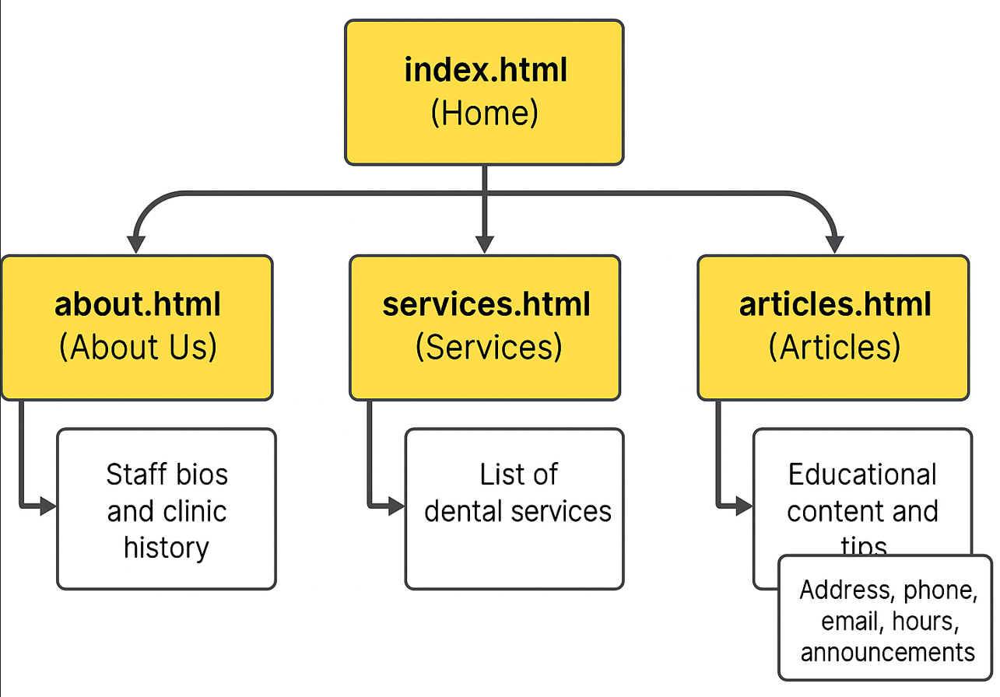 index.html
(Home)
about.html
(About Us)
services.html
(Services)
articles.html
(Articles)
Staff bios
and clinic
history
List of
dental services
Educational
content and
tips
Address, phone,
email, hours,
announcements